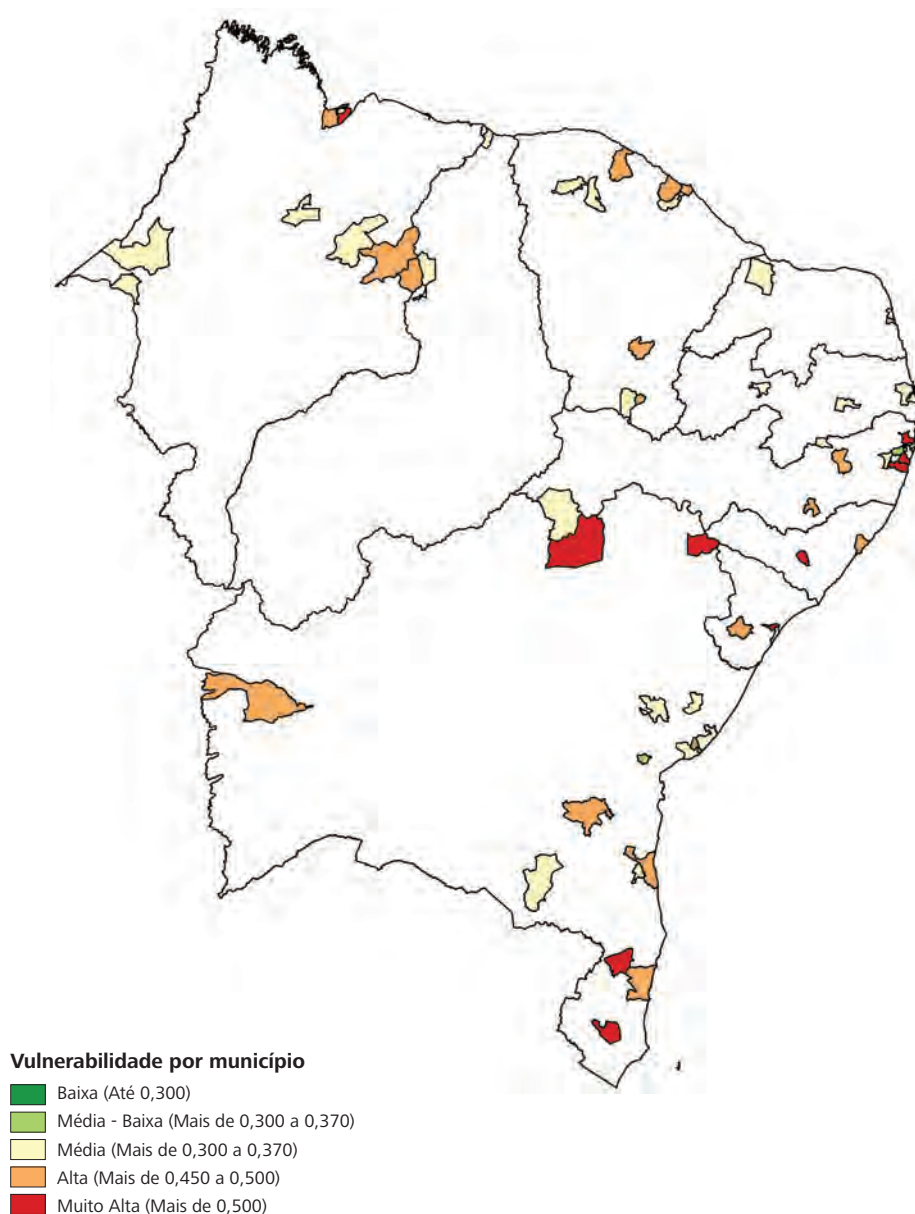 Vulnerabilidade por município
Baixa (Até 0,300)
Média - Baixa (Mais de 0,300 a 0,370)
Média (Mais de 0,300 a 0,370)
Alta (Mais de 0,450 a 0,500)
Muito Alta (Mais de 0,500)